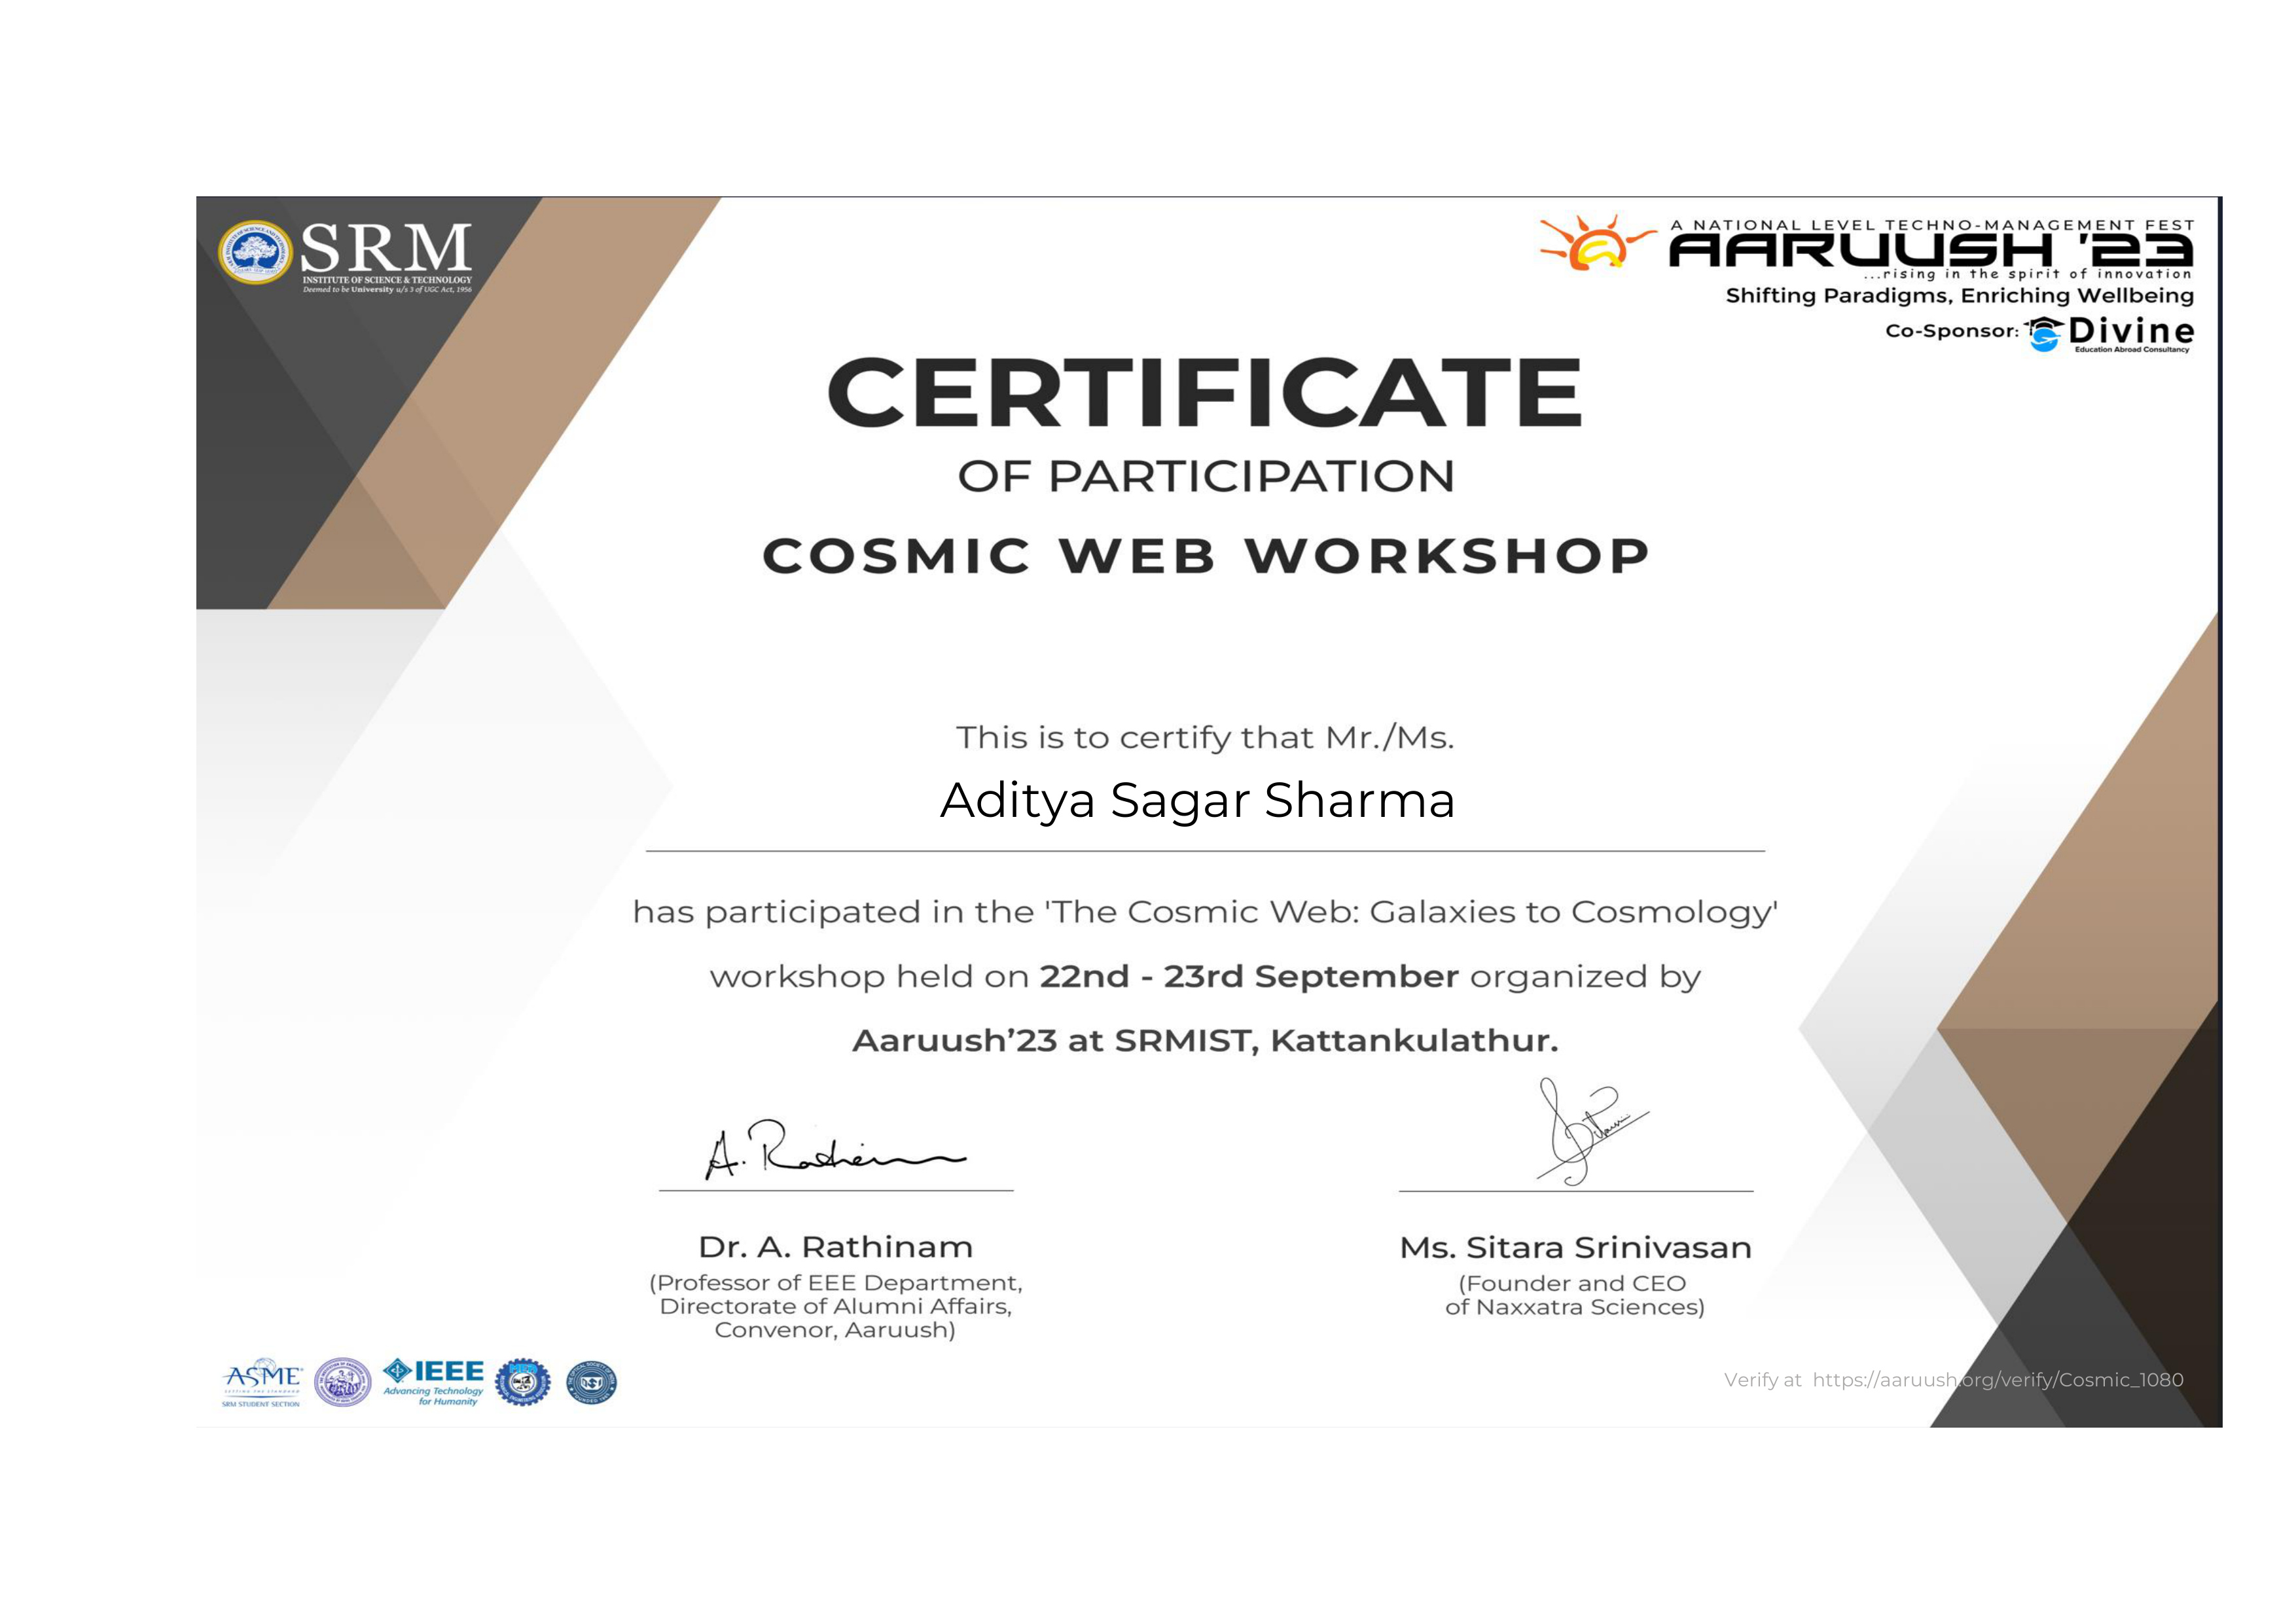 SRM
INSTITUTE OF SCIENCE & TECHNOLOGY
Deemed to be University u/s 3 of UGC Act, 1956
A NATIONAL LEVEL TECHNO-MANAGEMENT FEST
AARUUSH '23
...rising in the spirit of innovation
Shifting Paradigms, Enriching Wellbeing
Co-Sponsor: Divine
Education Abroad Consultancy
CERTIFICATE
OF PARTICIPATION
COSMIC WEB WORKSHOP
This is to certify that Mr./Ms.
Aditya Sagar Sharma
has participated in the 'The Cosmic Web: Galaxies to Cosmology'
workshop held on 22nd - 23rd September organized by
Aaruush’23 at SRMIST, Kattankulathur.
A. Rathinam
Dr. A. Rathinam
(Professor of EEE Department,
Directorate of Alumni Affairs,
Convenor, Aaruush)
Ms. Sitara Srinivasan
(Founder and CEO
of Naxxatra Sciences)
ASME
SETTING THE STANDARD
SRM STUDENT SECTION
IEEE
Advancing Technology
for Humanity
Verify at https://aaruush.org/verify/Cosmic_1080